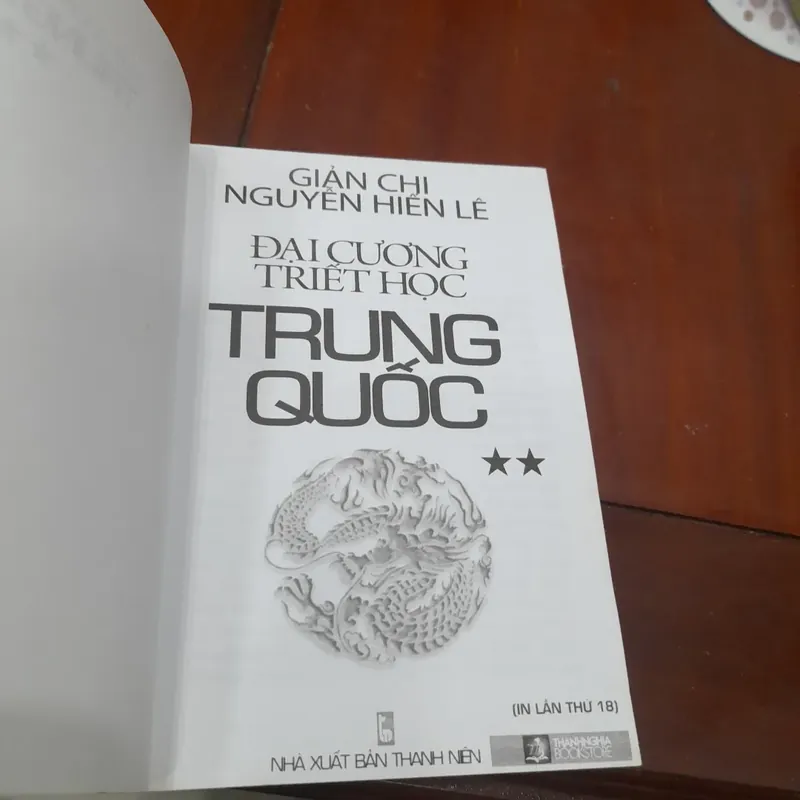 GIẢN CHI
NGUYỄN HIẾN LÊ
ĐẠI CƯƠNG
TRIẾT HỌC
TRUNG
QUỐC
★★
(IN LẦN THỨ 18)
NHÀ XUẤT BẢN THANH NIÊN
THANHNGHIA
BOOKSTORE